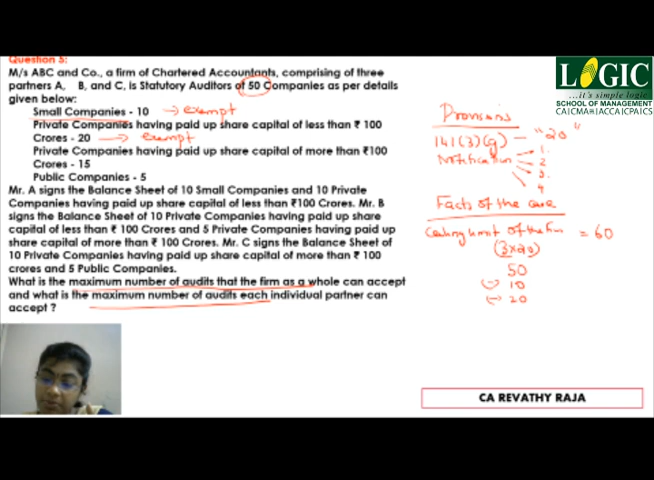 Question 5:
M/s ABC and Co., a firm of Chartered Accountants, comprising of three
partners A, B, and C, is Statutory Auditors of 50 Companies as per details
given below:
Small Companies - 10 → exempt
Private Companies having paid up share capital of less than ₹ 100
Crores - 20 → exempt
Private Companies having paid up share capital of more than ₹100
Crores - 15
Public Companies - 5
Mr. A signs the Balance Sheet of 10 Small Companies and 10 Private
Companies having paid up share capital of less than ₹100 Crores. Mr. B
signs the Balance Sheet of 10 Private Companies having paid up share
capital of less than ₹ 100 Crores and 5 Private Companies having paid up
share capital of more than ₹ 100 Crores. Mr. C signs the Balance Sheet of
10 Private Companies having paid up share capital of more than ₹ 100
crores and 5 Public Companies.
What is the maximum number of audits that the firm as a whole can accept
and what is the maximum number of audits each individual partner can
accept ?
LOGIC
...it's simple logic
SCHOOL OF MANAGEMENT
CA|CMA|ACCA|CPA|CS
Provisions
141(3)(g) - "20"
Notification → 1.
2
3.
4
Facts of the case
Ceiling limit of the firm = 60
(3×20)
50
(-) 10
(-) 20
CA REVATHY RAJA